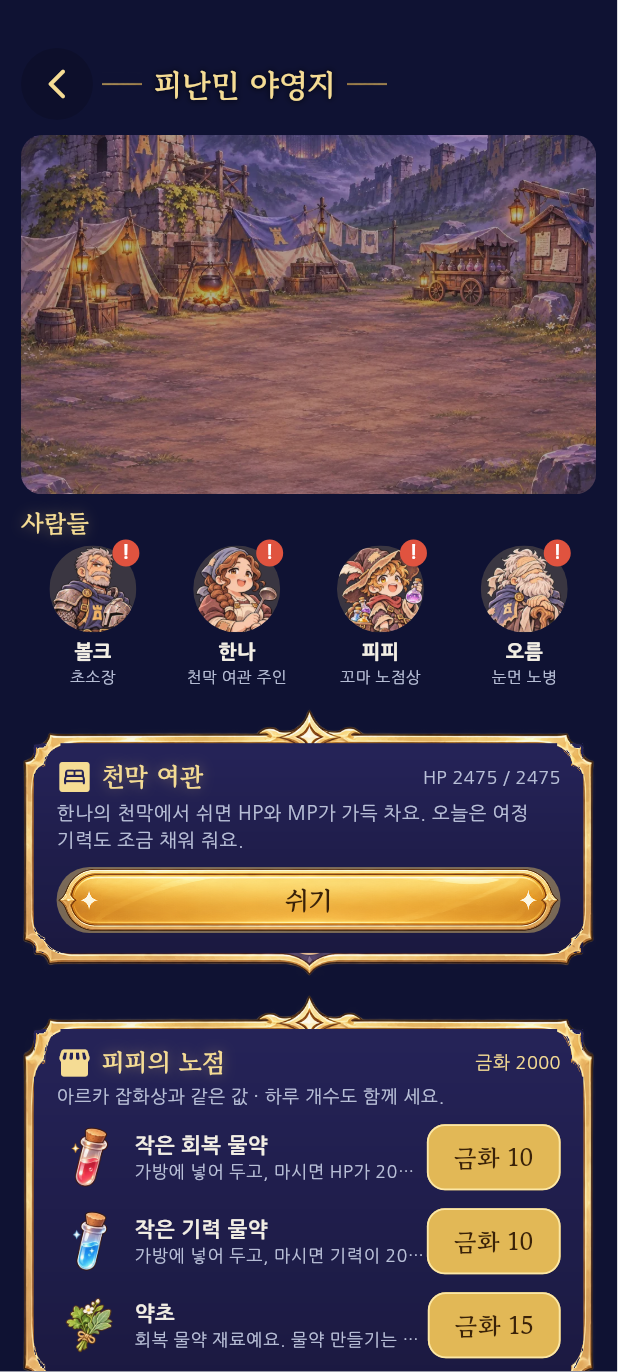 피난민 야영지
사람들
!
!
!
!
볼크
한나
피피
오름
초소장
천막 여관 주인
꼬마 노점상
눈먼 노병
천막 여관
HP 2475 / 2475
한나의 천막에서 쉬면 HP와 MP가 가득 차요. 오늘은 여정
기력도 조금 채워 줘요.
쉬기
피피의 노점
금화 2000
아르카 잡화상과 같은 값 · 하루 개수도 함께 세요.
작은 회복 물약
가방에 넣어 두고, 마시면 HP가 20…
금화 10
작은 기력 물약
가방에 넣어 두고, 마시면 기력이 20…
금화 10
약초
회복 물약 재료예요. 물약 만들기는 …
금화 15